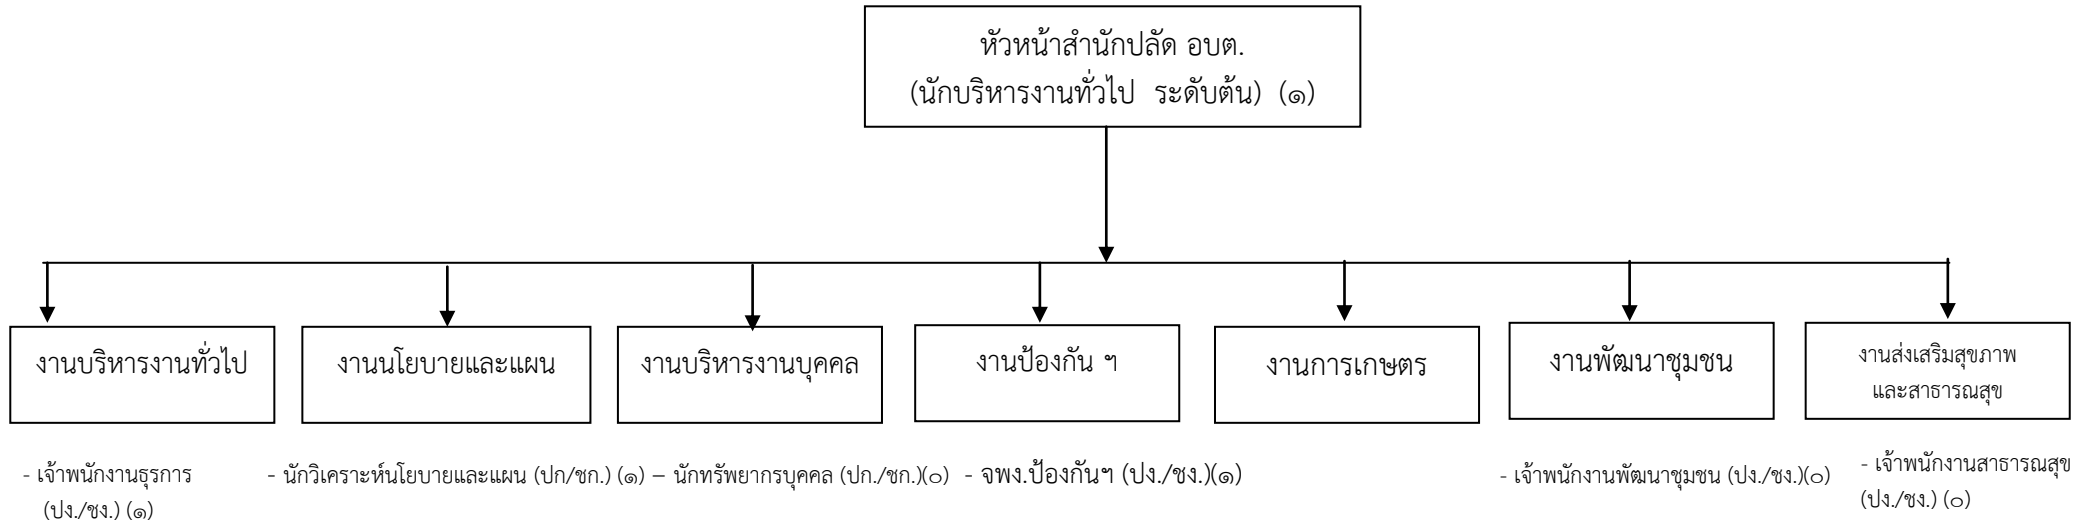 หัวหน้าสำนักปลัด อบต.
(นักบริหารงานทั่วไป ระดับต้น) (๑)
งานบริหารงานทั่วไป
งานนโยบายและแผน
งานบริหารงานบุคคล
งานป้องกัน ฯ
งานการเกษตร
งานพัฒนาชุมชน
งานส่งเสริมสุขภาพ
และสาธารณสุข
- เจ้าพนักงานธุรการ
(ปง./ชง.) (๑)
- นักวิเคราะห์นโยบายและแผน (ปก/ชก.) (๑) – นักทรัพยากรบุคคล (ปก./ชก.)(๐) - จพง.ป้องกันฯ (ปง./ชง.)(๑)
- เจ้าพนักงานพัฒนาชุมชน (ปง./ชง.)(๐)
- เจ้าพนักงานสาธารณสุข
(ปง./ชง.) (๐)